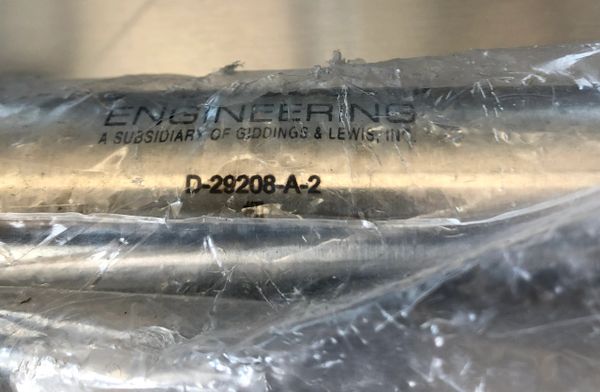 ENGINEERING
A SUBSIDIARY OF GIDDINGS & LEWIS, INC
D-29208-A-2